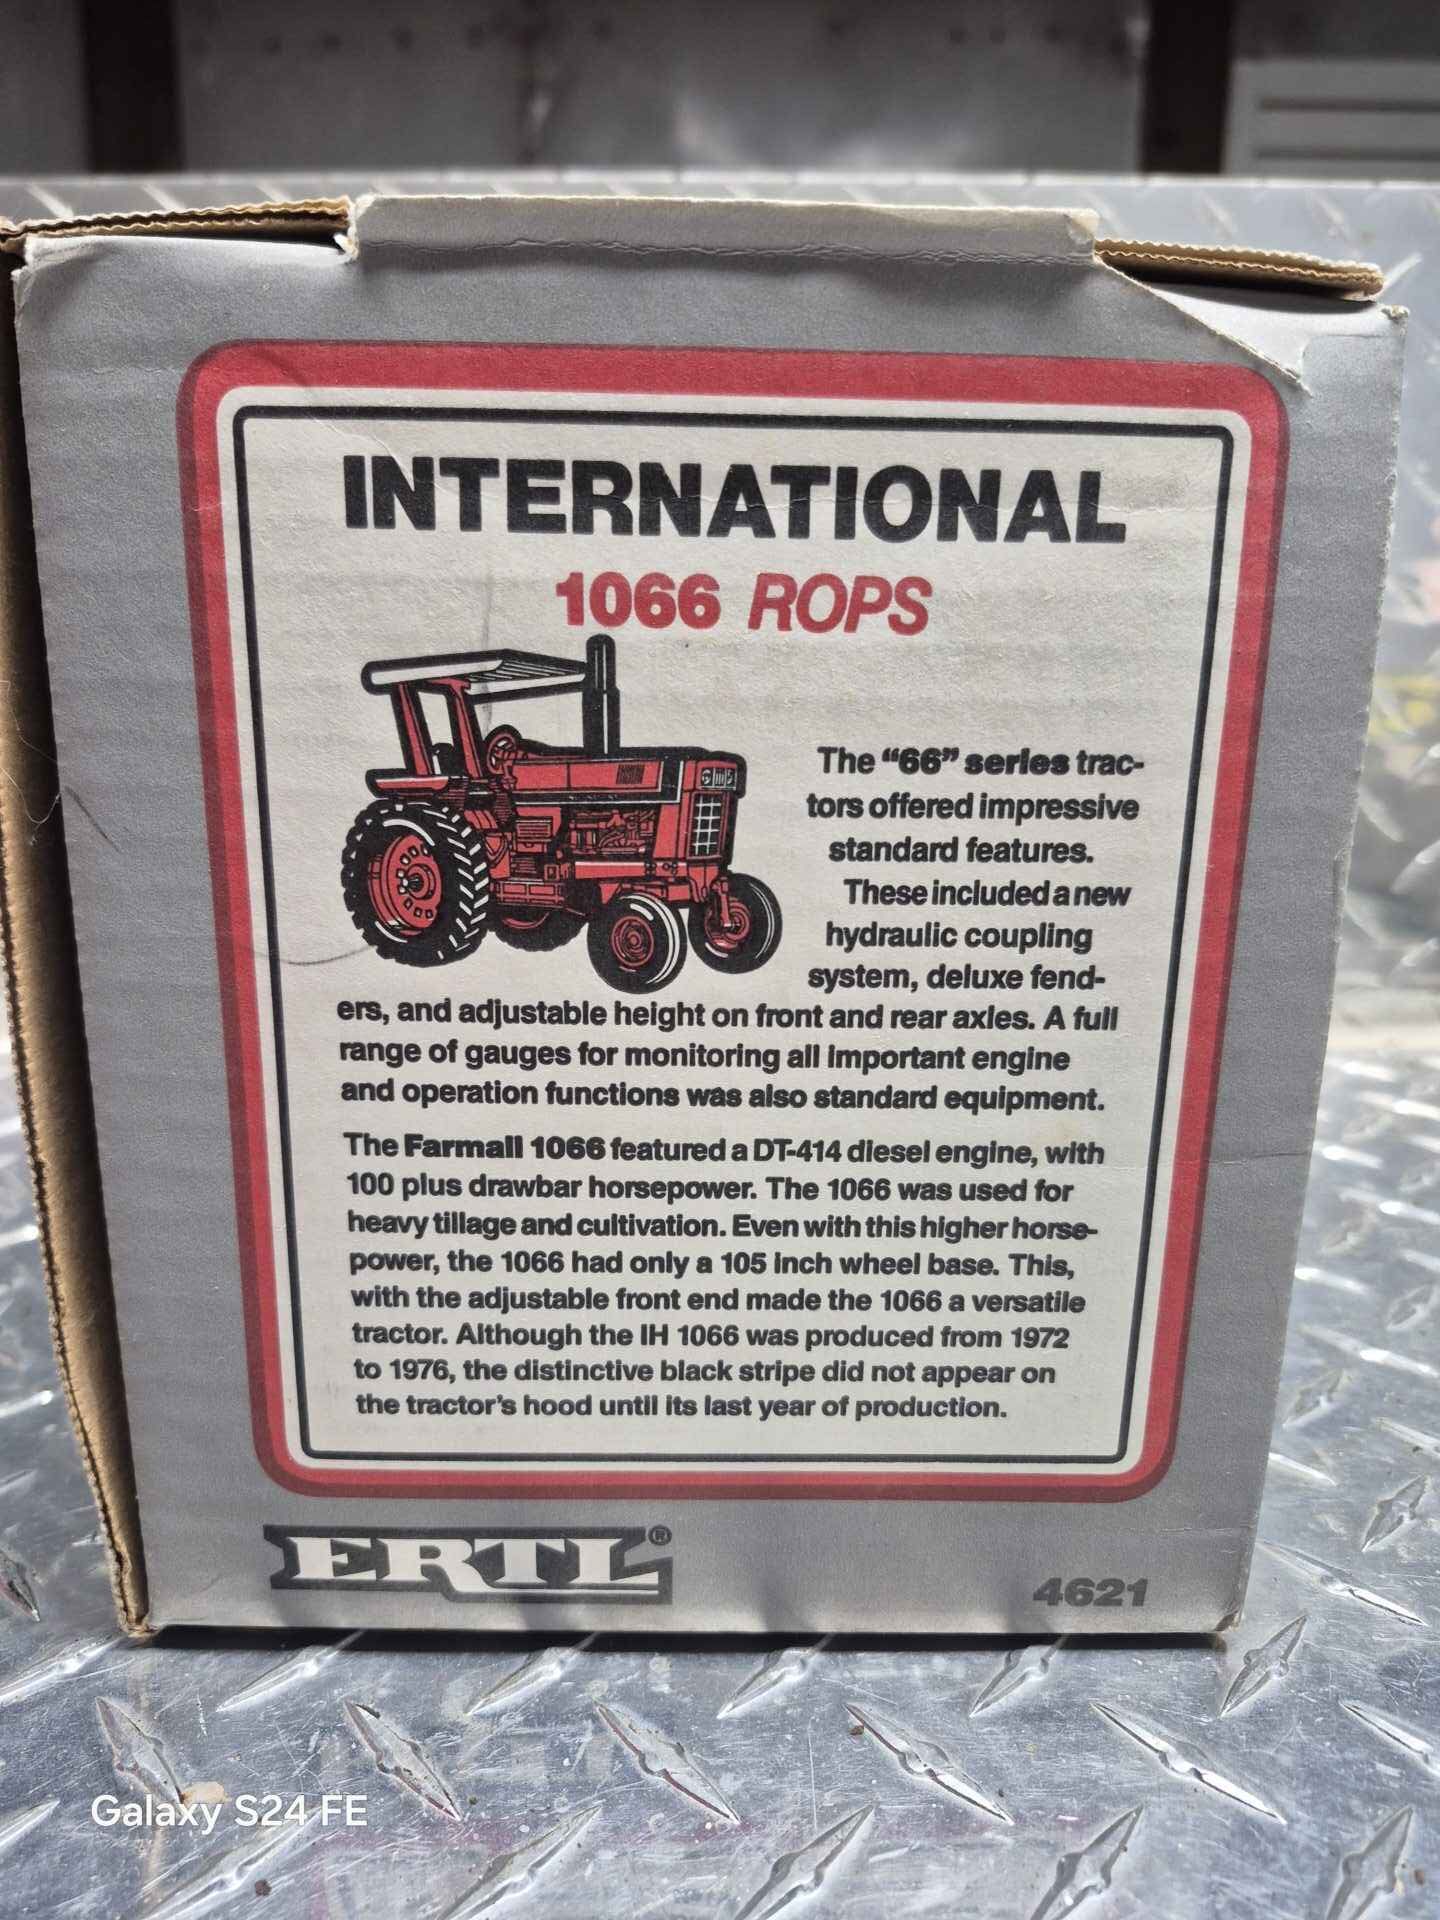 INTERNATIONAL
1066 ROPS
The "66" series trac-
tors offered impressive
standard features.
These included a new
hydraulic coupling
system, deluxe fend-
ers, and adjustable height on front and rear axles. A full
range of gauges for monitoring all important engine
and operation functions was also standard equipment.
The Farmall 1066 featured a DT-414 diesel engine, with
100 plus drawbar horsepower. The 1066 was used for
heavy tillage and cultivation. Even with this higher horse-
power, the 1066 had only a 105 inch wheel base. This,
with the adjustable front end made the 1066 a versatile
tractor. Although the IH 1066 was produced from 1972
to 1976, the distinctive black stripe did not appear on
the tractor's hood until its last year of production.
ERTL®
4621
Galaxy S24 FE